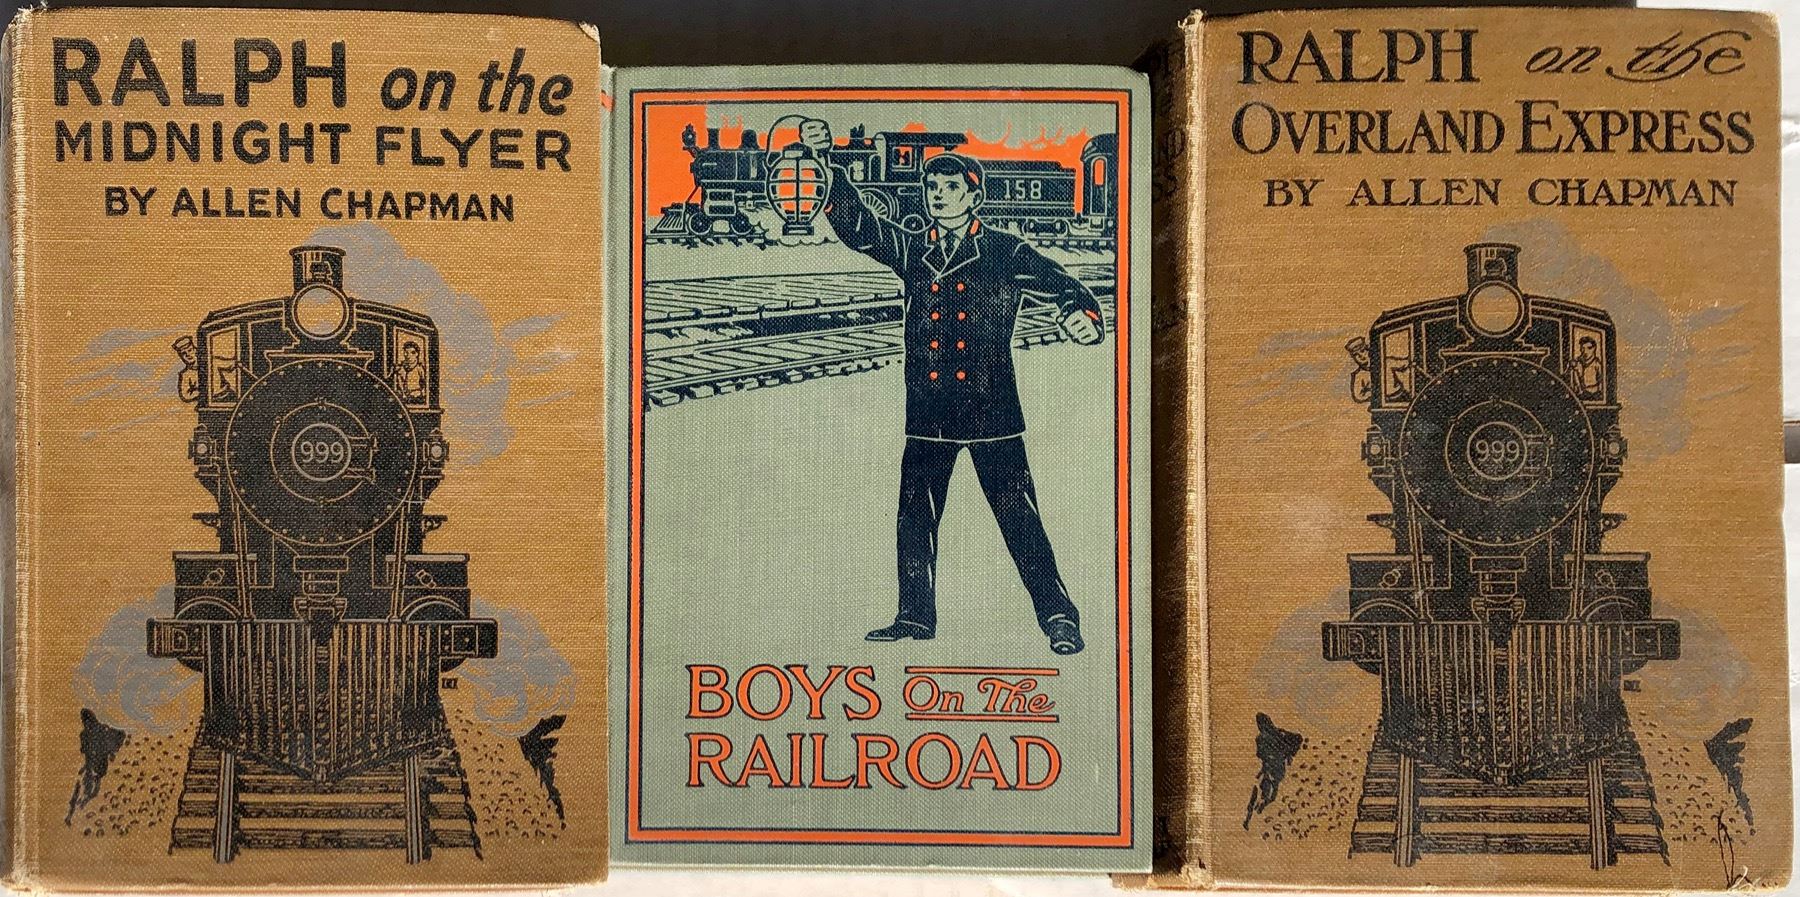 RALPH on the
MIDNIGHT FLYER
BY ALLEN CHAPMAN
999
158
BOYS On The
RAILROAD
RALPH on the
OVERLAND EXPRESS
BY ALLEN CHAPMAN
999